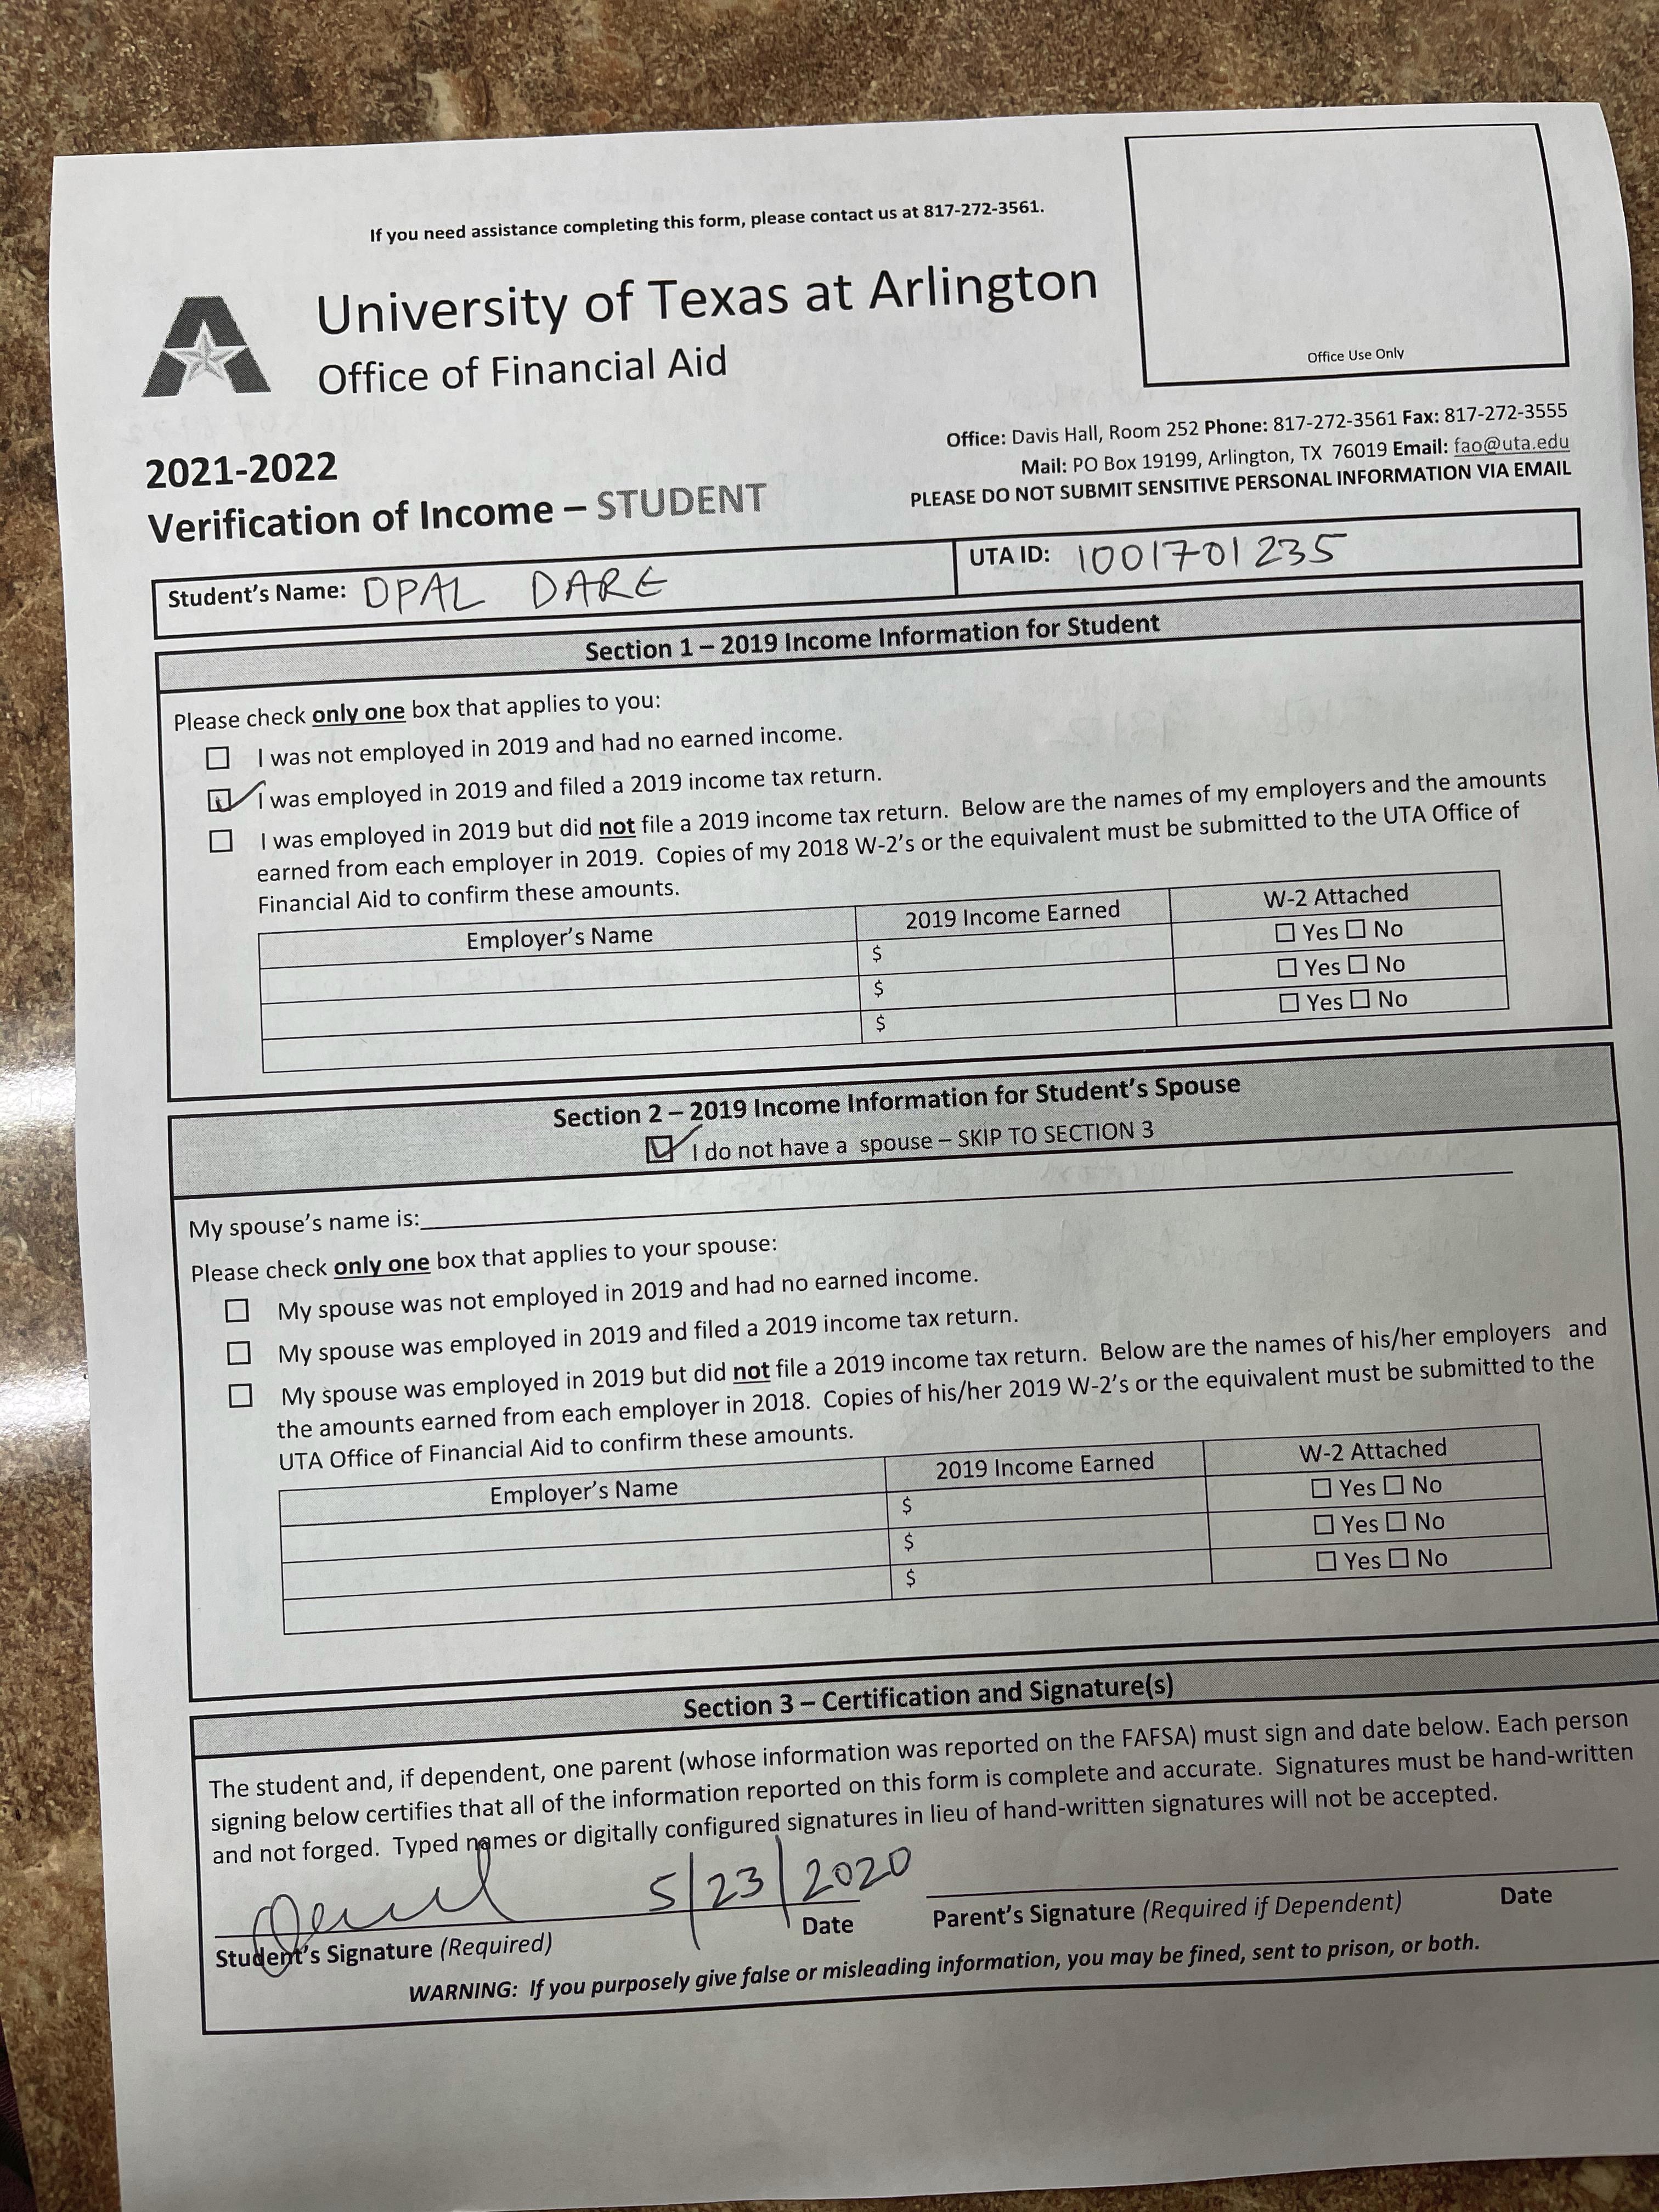 If you need assistance completing this form, please contact us at 817-272-3561.
University of Texas at Arlington
Office of Financial Aid
Office Use Only
Office: Davis Hall, Room 252 Phone: 817-272-3561 Fax: 817-272-3555
Mail: PO Box 19199, Arlington, TX 76019 Email: fao@uta.edu
PLEASE DO NOT SUBMIT SENSITIVE PERSONAL INFORMATION VIA EMAIL
2021-2022
Verification of Income – STUDENT
Student's Name: OPAL DARE
UTA ID: 1001701235
Section 1 – 2019 Income Information for Student
Please check only one box that applies to you:
☐ I was not employed in 2019 and had no earned income.
☑ I was employed in 2019 and filed a 2019 income tax return.
☐ I was employed in 2019 but did not file a 2019 income tax return. Below are the names of my employers and the amounts
earned from each employer in 2019. Copies of my 2018 W-2's or the equivalent must be submitted to the UTA Office of
Financial Aid to confirm these amounts.
Employer's Name 2019 Income Earned W-2 Attached
$ ☐ Yes ☐ No
$ ☐ Yes ☐ No
$ ☐ Yes ☐ No
Section 2 – 2019 Income Information for Student's Spouse
☑ I do not have a spouse – SKIP TO SECTION 3
My spouse's name is:
Please check only one box that applies to your spouse:
☐ My spouse was not employed in 2019 and had no earned income.
☐ My spouse was employed in 2019 and filed a 2019 income tax return.
☐ My spouse was employed in 2019 but did not file a 2019 income tax return. Below are the names of his/her employers and
the amounts earned from each employer in 2018. Copies of his/her 2019 W-2's or the equivalent must be submitted to the
UTA Office of Financial Aid to confirm these amounts.
Employer's Name 2019 Income Earned W-2 Attached
$ ☐ Yes ☐ No
$ ☐ Yes ☐ No
$ ☐ Yes ☐ No
Section 3 – Certification and Signature(s)
The student and, if dependent, one parent (whose information was reported on the FAFSA) must sign and date below. Each person
signing below certifies that all of the information reported on this form is complete and accurate. Signatures must be hand-written
and not forged. Typed names or digitally configured signatures in lieu of hand-written signatures will not be accepted.
5/23/2020
Student's Signature (Required) Date
Parent's Signature (Required if Dependent) Date
WARNING: If you purposely give false or misleading information, you may be fined, sent to prison, or both.